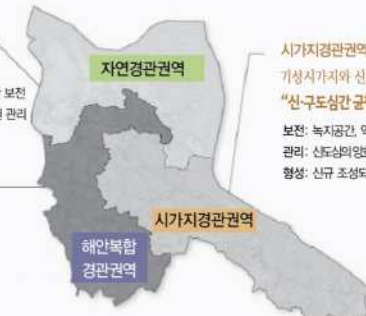 보전
관리
자연경관권역
시가지경관권역
해안복합
경관권역
시가지경관권역
기성시가지와 신
"신·구도심간 균
보전: 녹지공간,
관리: 신도심의양
형성: 신규 조성되